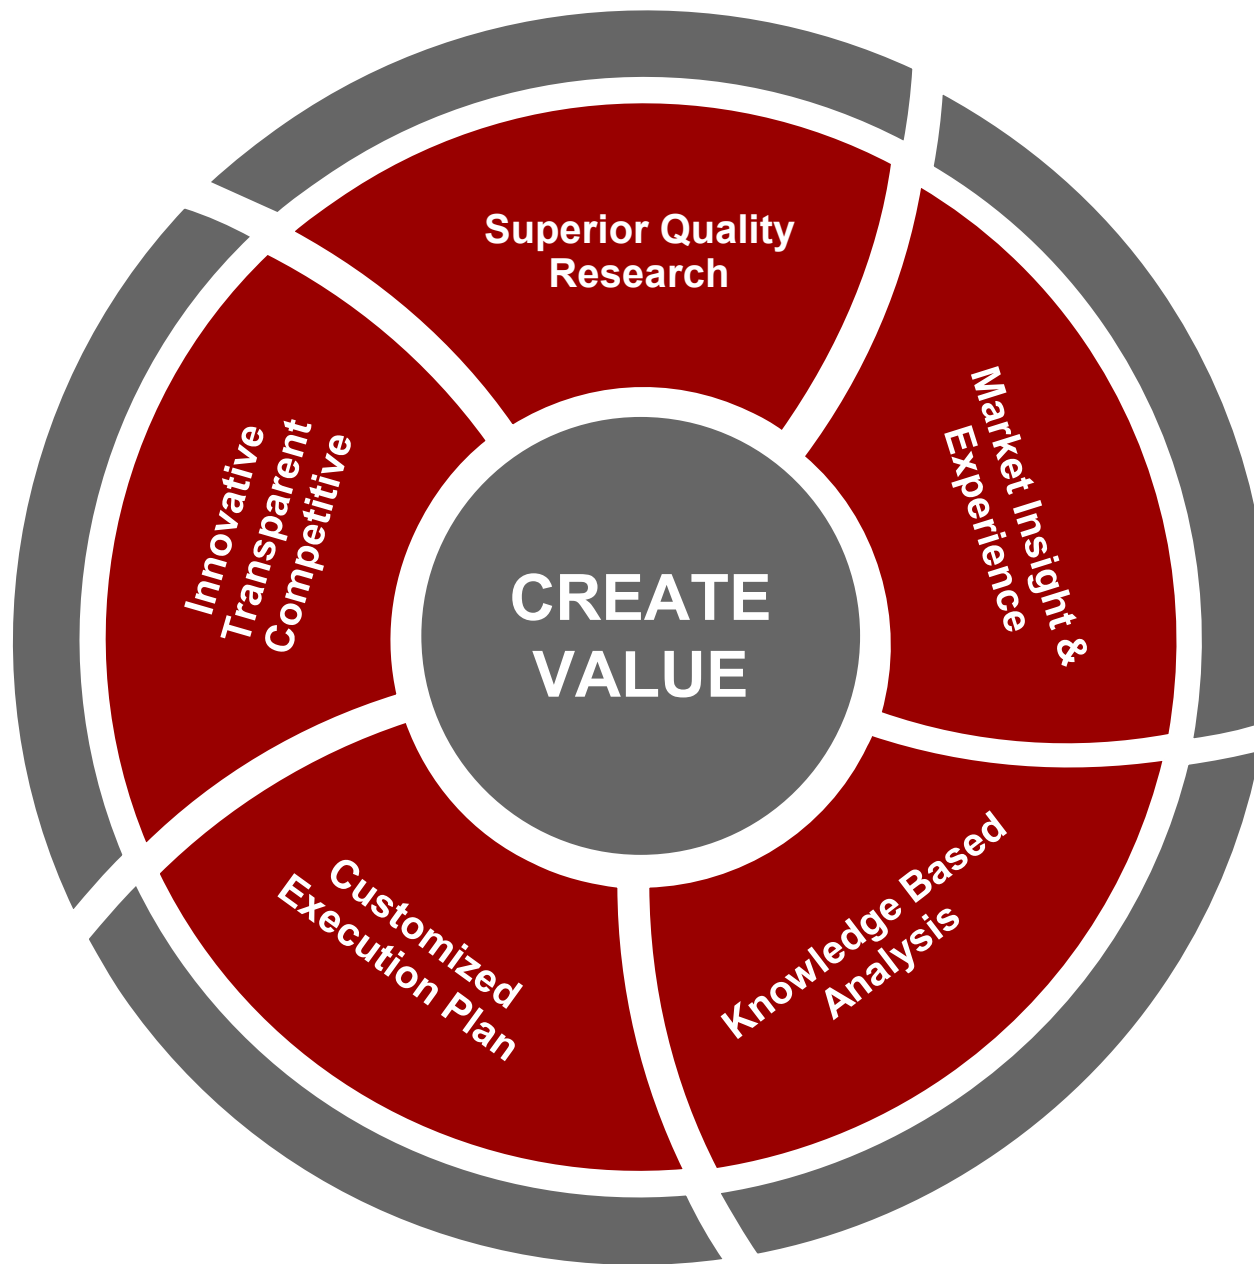 Superior Quality
Research
Market Insight &
Experience
Knowledge Based
Analysis
Customized
Execution Plan
Innovative
Transparent
Competitive
CREATE
VALUE